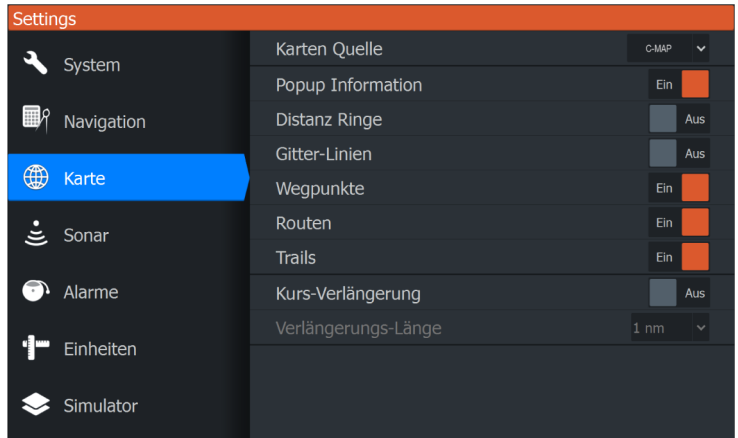 Settings
System
Navigation
Karte
Sonar
Alarme
Einheiten
Simulator
Karten Quelle C-MAP
Popup Information Ein
Distanz Ringe Aus
Gitter-Linien Aus
Wegpunkte Ein
Routen Ein
Trails Ein
Kurs-Verlängerung Aus
Verlängerungs-Länge 1 nm